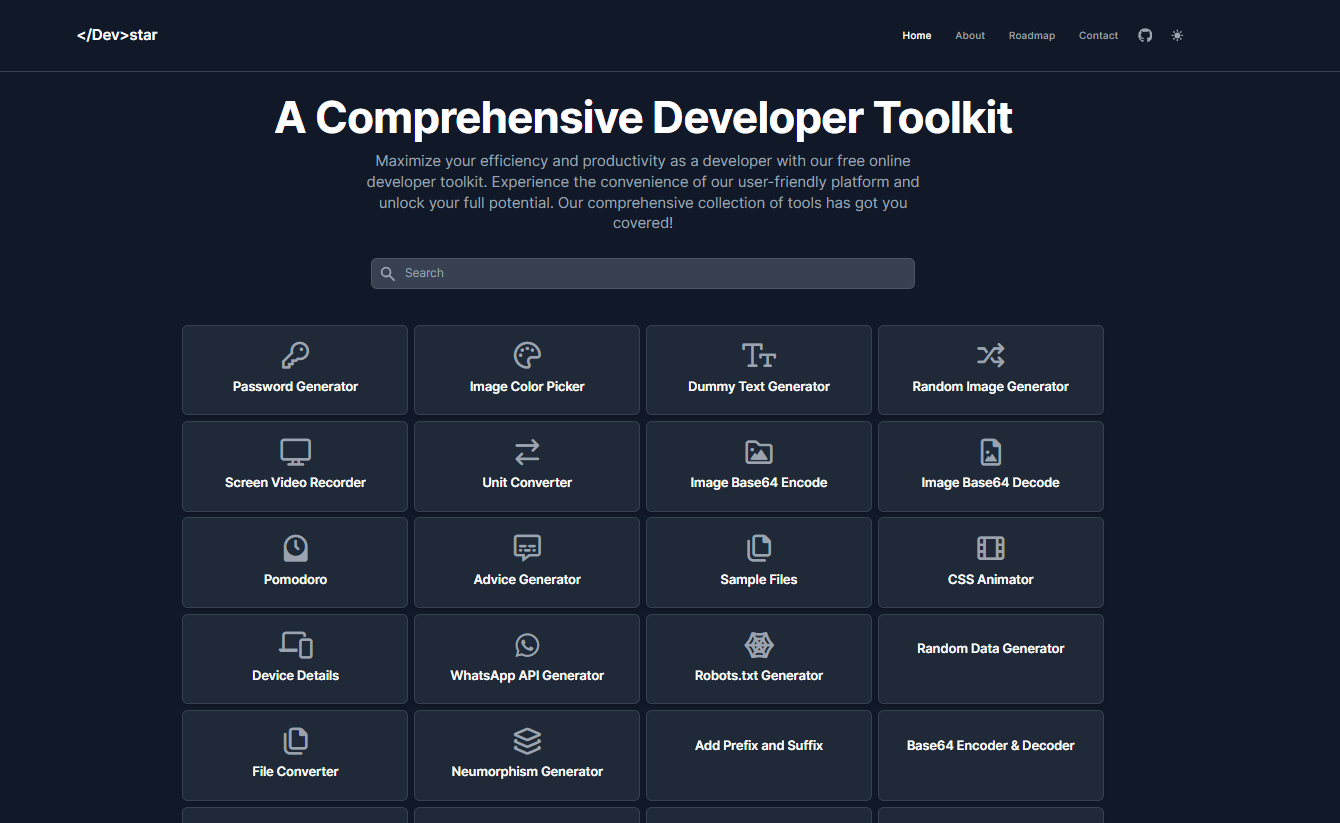 </Dev>star
Home About Roadmap Contact
A Comprehensive Developer Toolkit
Maximize your efficiency and productivity as a developer with our free online
developer toolkit. Experience the convenience of our user-friendly platform and
unlock your full potential. Our comprehensive collection of tools has got you
covered!
Search
Password Generator
Image Color Picker
Dummy Text Generator
Random Image Generator
Screen Video Recorder
Unit Converter
Image Base64 Encode
Image Base64 Decode
Pomodoro
Advice Generator
Sample Files
CSS Animator
Device Details
WhatsApp API Generator
Robots.txt Generator
Random Data Generator
File Converter
Neumorphism Generator
Add Prefix and Suffix
Base64 Encoder & Decoder